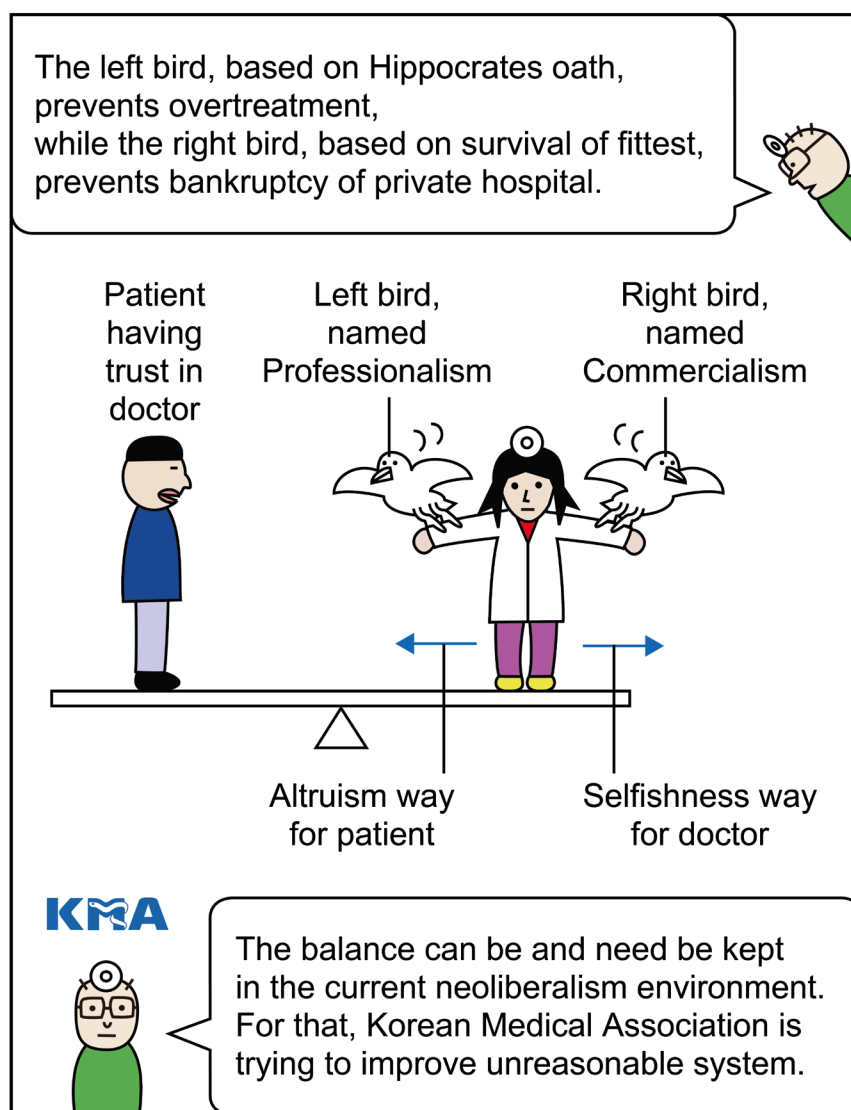 The left bird, based on Hippocrates oath,
prevents overtreatment,
while the right bird, based on survival of fittest,
prevents bankruptcy of private hospital.
Patient
having
trust in
doctor
Left bird,
named
Professionalism
Right bird,
named
Commercialism
Altruism way
for patient
Selfishness way
for doctor
KMA
The balance can be and need be kept
in the current neoliberalism environment.
For that, Korean Medical Association is
trying to improve unreasonable system.